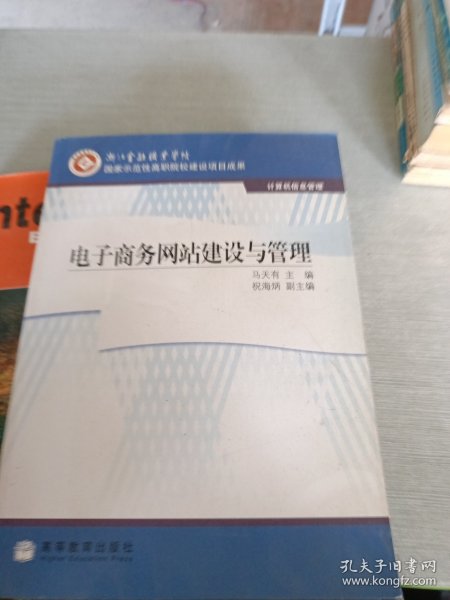 浙江金融职业学院
国家示范性高职院校建设项目成果
计算机信息管理
电子商务网站建设与管理
马天有 主 编
祝海炳 副主编
高等教育出版社
Higher Education Press
孔夫子旧书网
www.kongfz.com